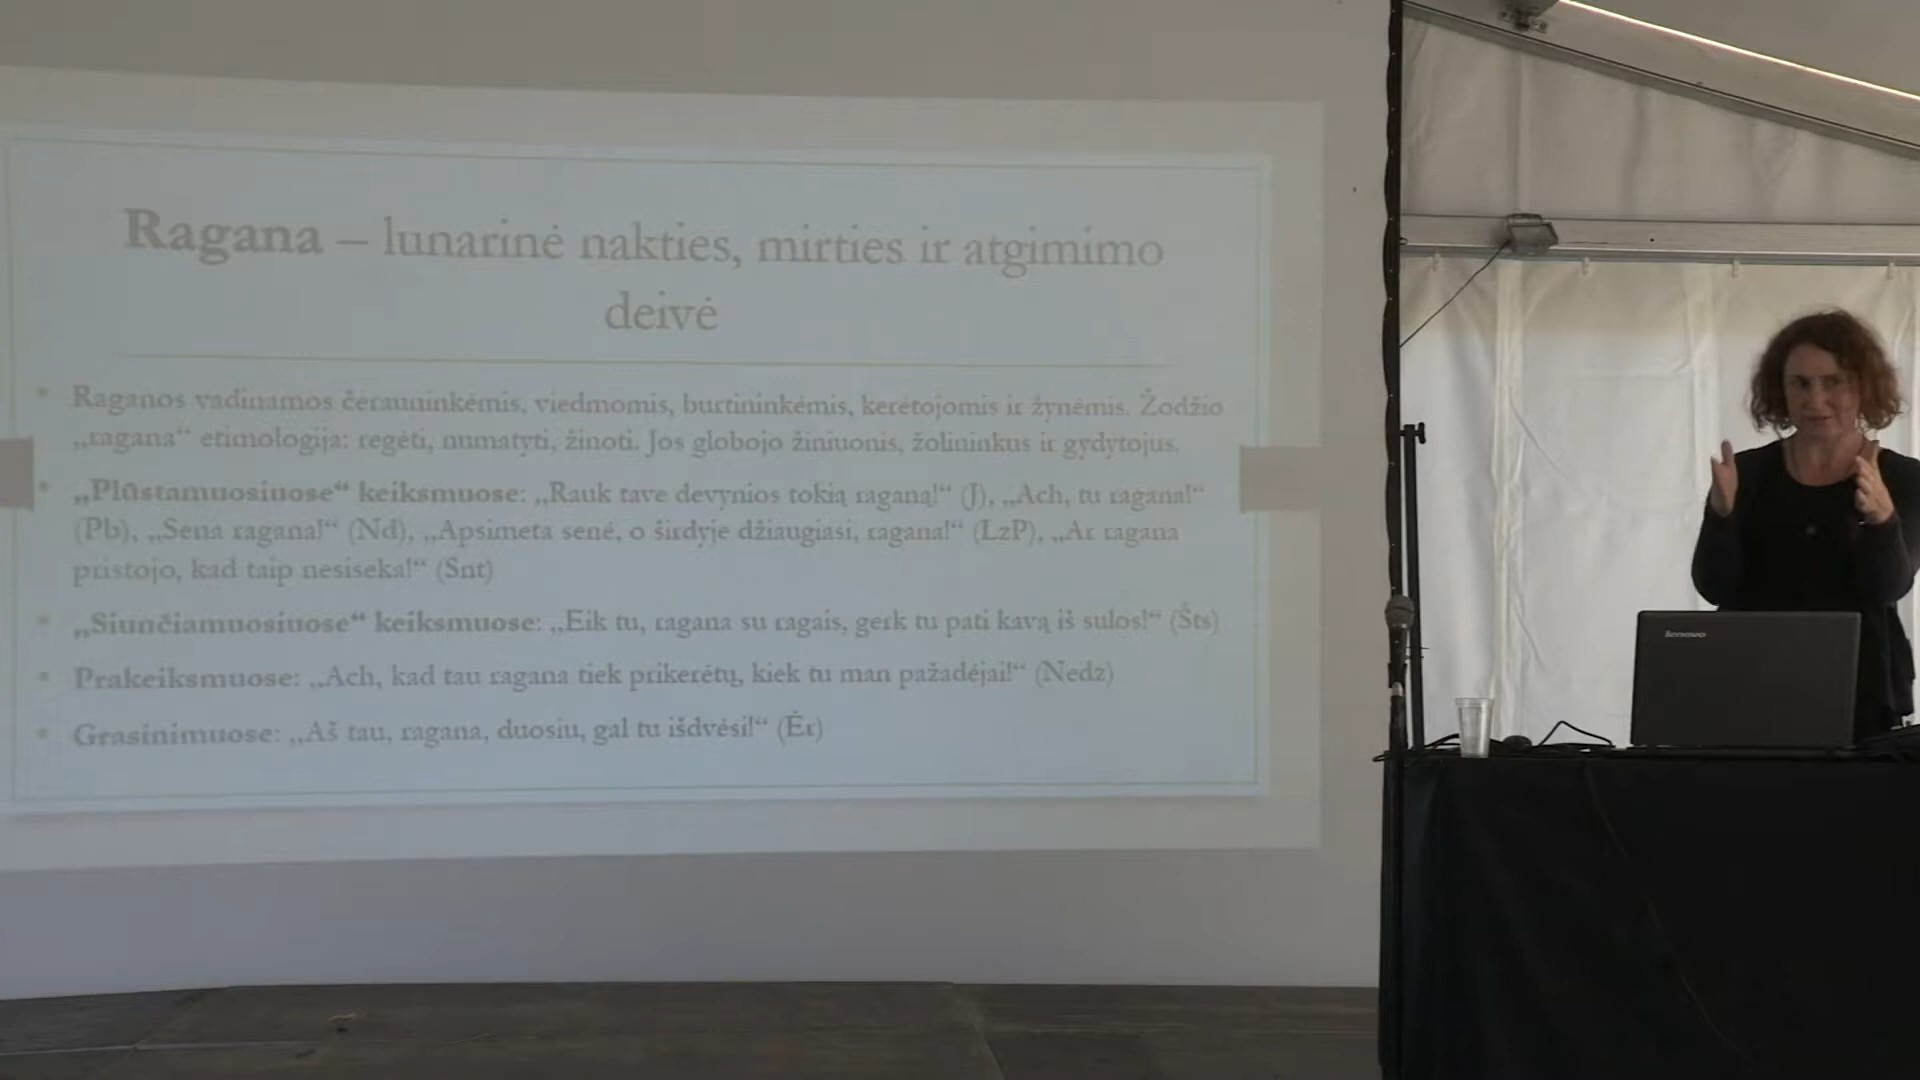 Ragana – lunarinė nakties, mirties ir atgimimo
deivė
Raganos vadinamos čerauninkėmis, viedmomis, burtininkėmis, kerėtojomis ir žynėmis. Žodžio
„ragana“ etimologija: regėti, numatyti, žinoti. Jos globojo žiniuonis, žolininkus ir gydytojus.
„Plūstamuosiuose“ keiksmuose: „Rauk tave devynios tokią raganą!“ (J), „Ach, tu ragana!“
(Pb), „Sena ragana!“ (Nd), „Apsimeta senė, o širdyje džiaugiasi, ragana!“ (LzP), „Ar ragana
pristojo, kad taip nesiseka!“ (Snt)
„Siunčiamuosiuose“ keiksmuose: „Eik tu, ragana su ragais, gerk tu pati kavą iš sulos!“ (Šts)
Prakeiksmuose: „Ach, kad tau ragana tiek prikerėtų, kiek tu man pažadėjai!“ (Nedz)
Grasinimuose: „Aš tau, ragana, duosiu, gal tu išdvėsi!“ (Ėr)
lenovo